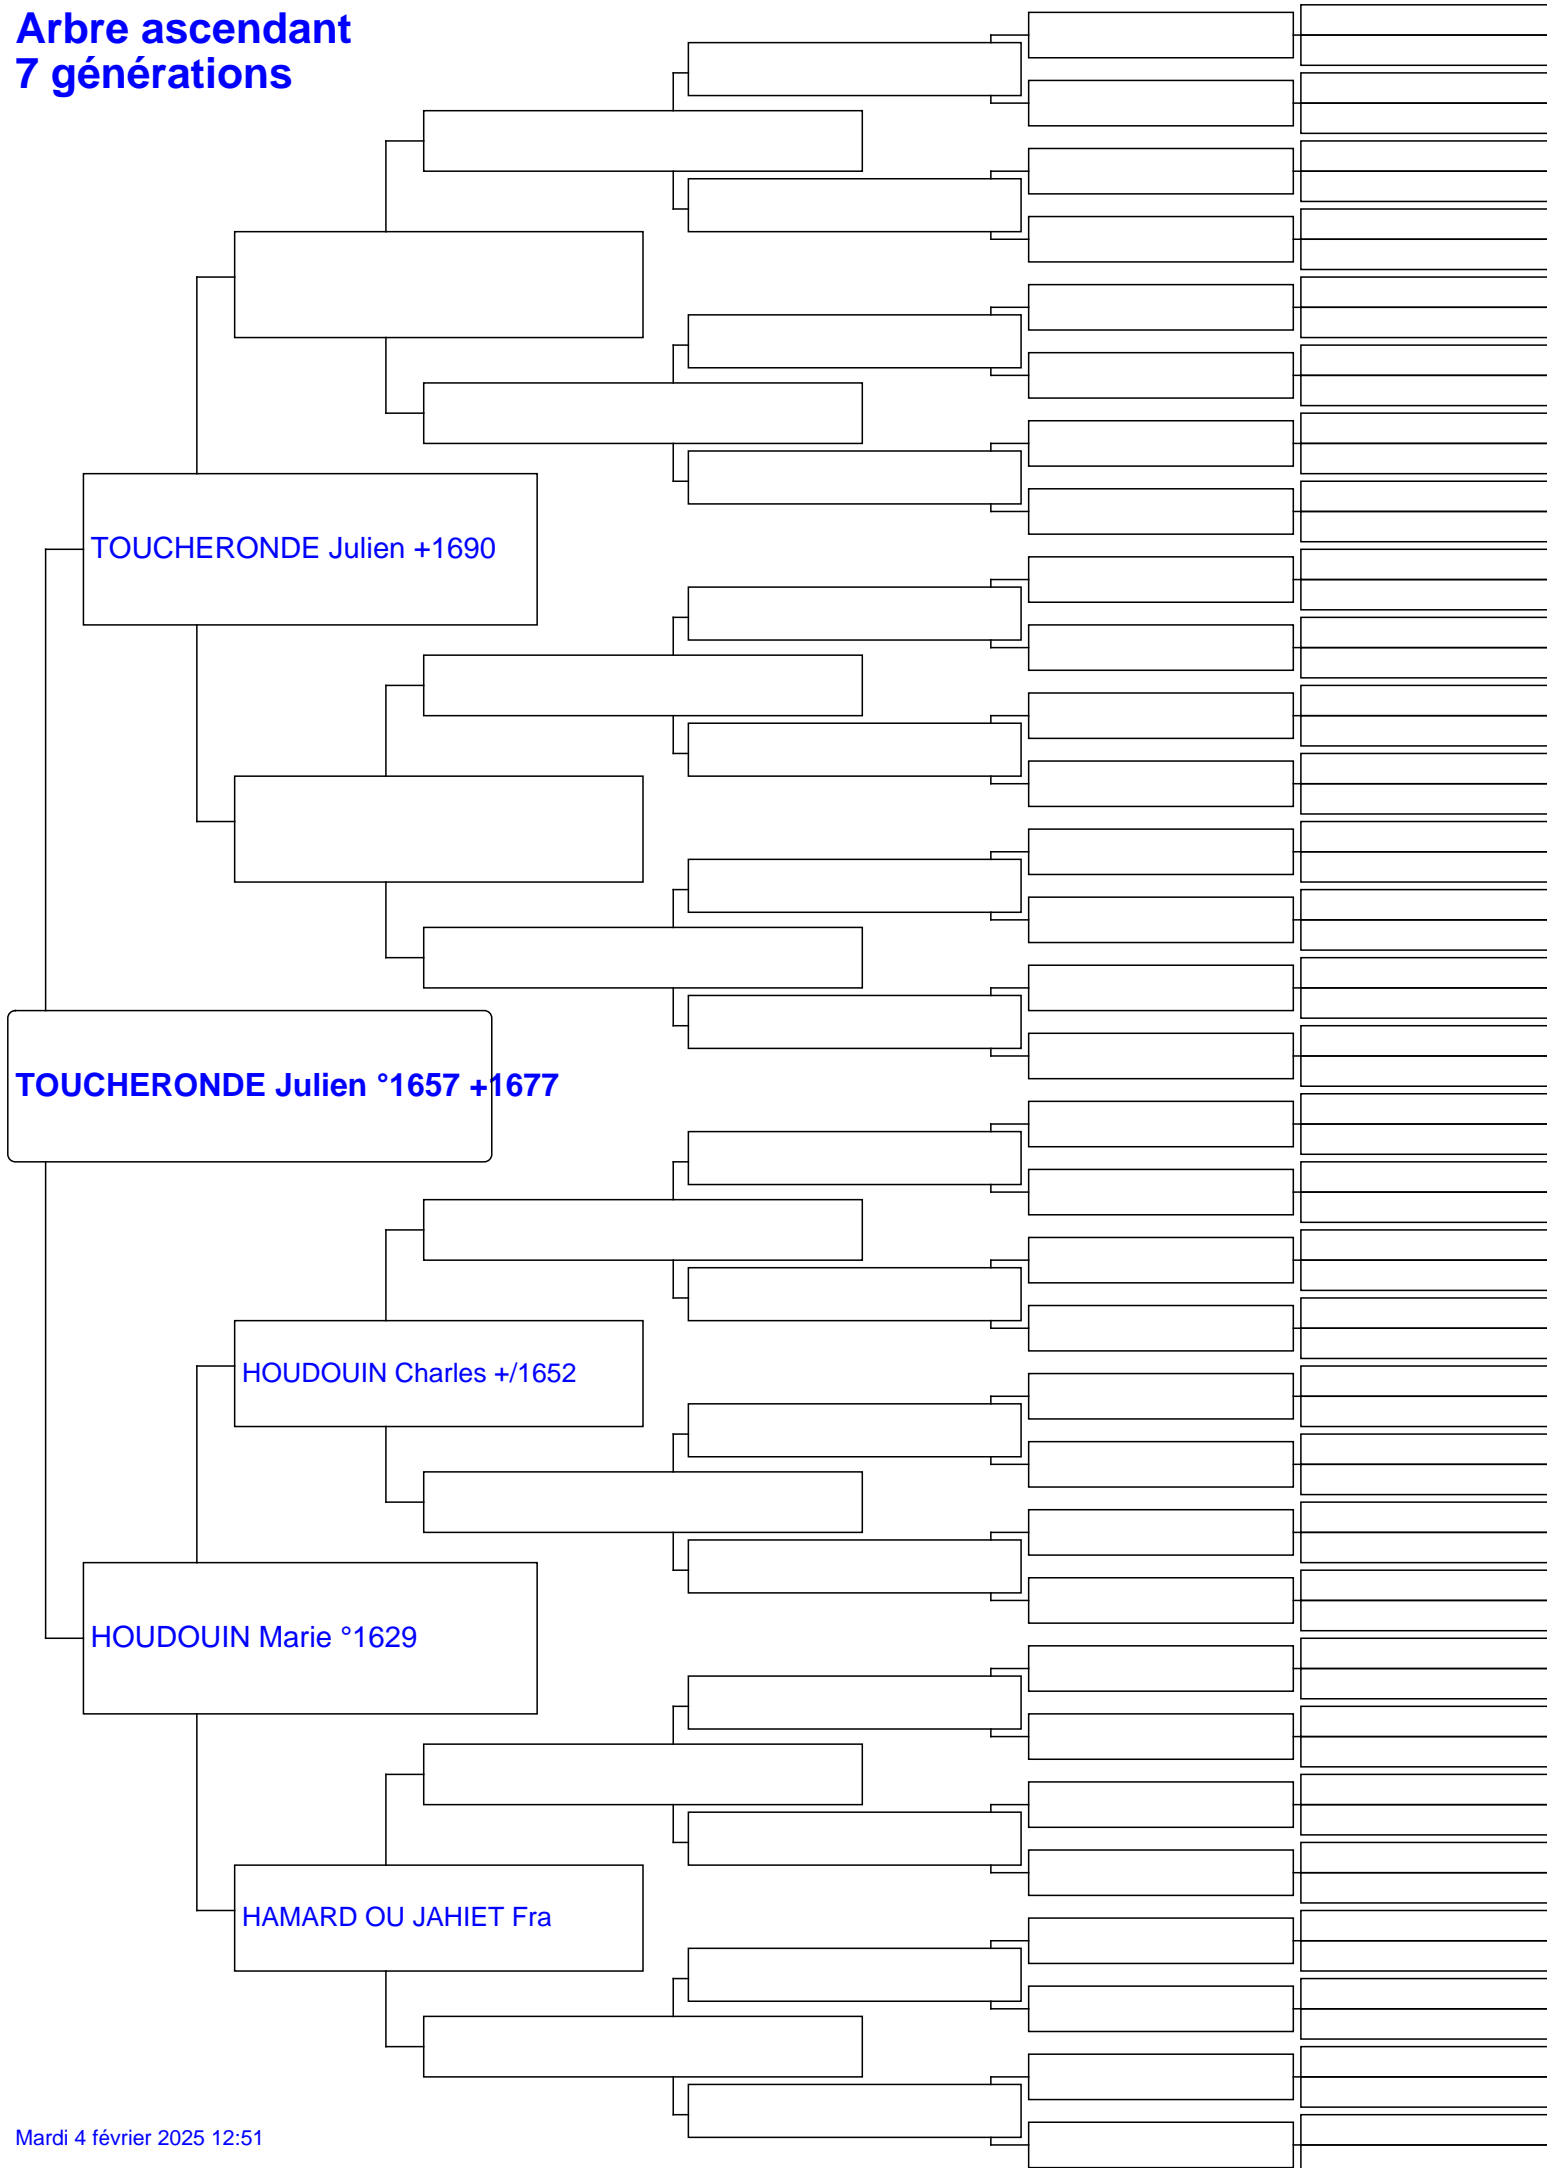 Arbre ascendant
7 générations
TOUCHERONDE Julien +1690
TOUCHERONDE Julien °1657 +1677
HOUDOUIN Charles +/1652
HOUDOUIN Marie °1629
HAMARD OU JAHIET Fra
Mardi 4 février 2025 12:51